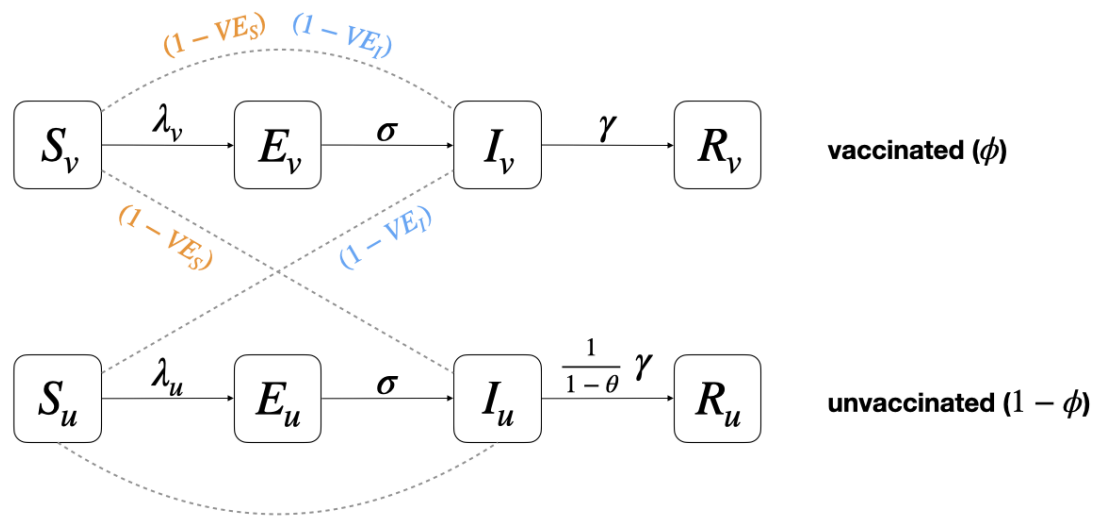 (1 − VE_S) (1 − VE_I)
S_v λ_v E_v σ I_v γ R_v vaccinated (ϕ)
(1 − VE_S) (1 − VE_I)
S_u λ_u E_u σ I_u \frac{1}{1 − θ} γ R_u unvaccinated (1 − ϕ)